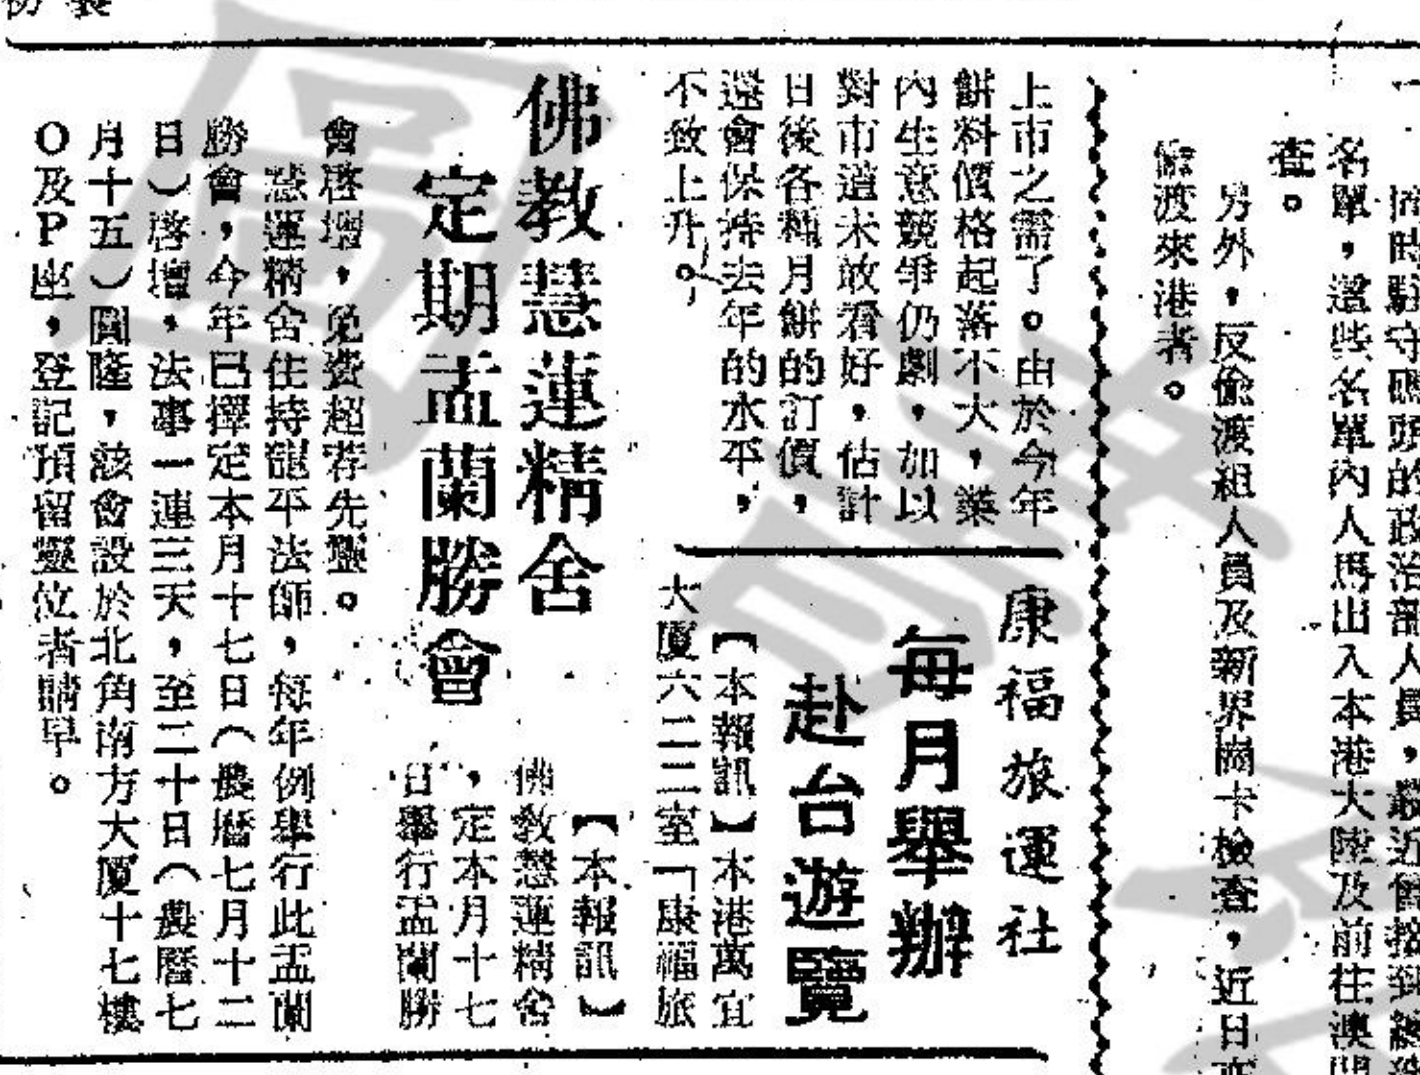 名單，這些名單內人馬出入本港大陸及前往澳門
查。
另外，反偷渡組人員及新界關卡檢查，近日亦
偷渡來港者。
上市之需了。由於今年
餅料價格起落不大，業
內生意競爭仍劇，加以
對市道未敢看好，估計
日後各種月餅的訂價，
還會保持去年的水平，
不致上升。
康福旅運社
每月舉辦
赴台遊覽
【本報訊】本港萬宜
大廈六二二室「康福旅
佛教慧蓮精舍
定期盂蘭勝會
【本報訊】
佛教慧蓮精舍
，定本月十七
日舉行盂蘭勝
會啓壇，免費超荐先靈。
慧蓮精舍住持龍平法師，每年例舉行此盂蘭
勝會，今年已擇定本月十七日（農曆七月十二
日）啓壇，法事一連三天，至二十日（農曆七
月十五）圓隆，該會設於北角南方大廈十七樓
O及P座，登記預留靈位者請早。